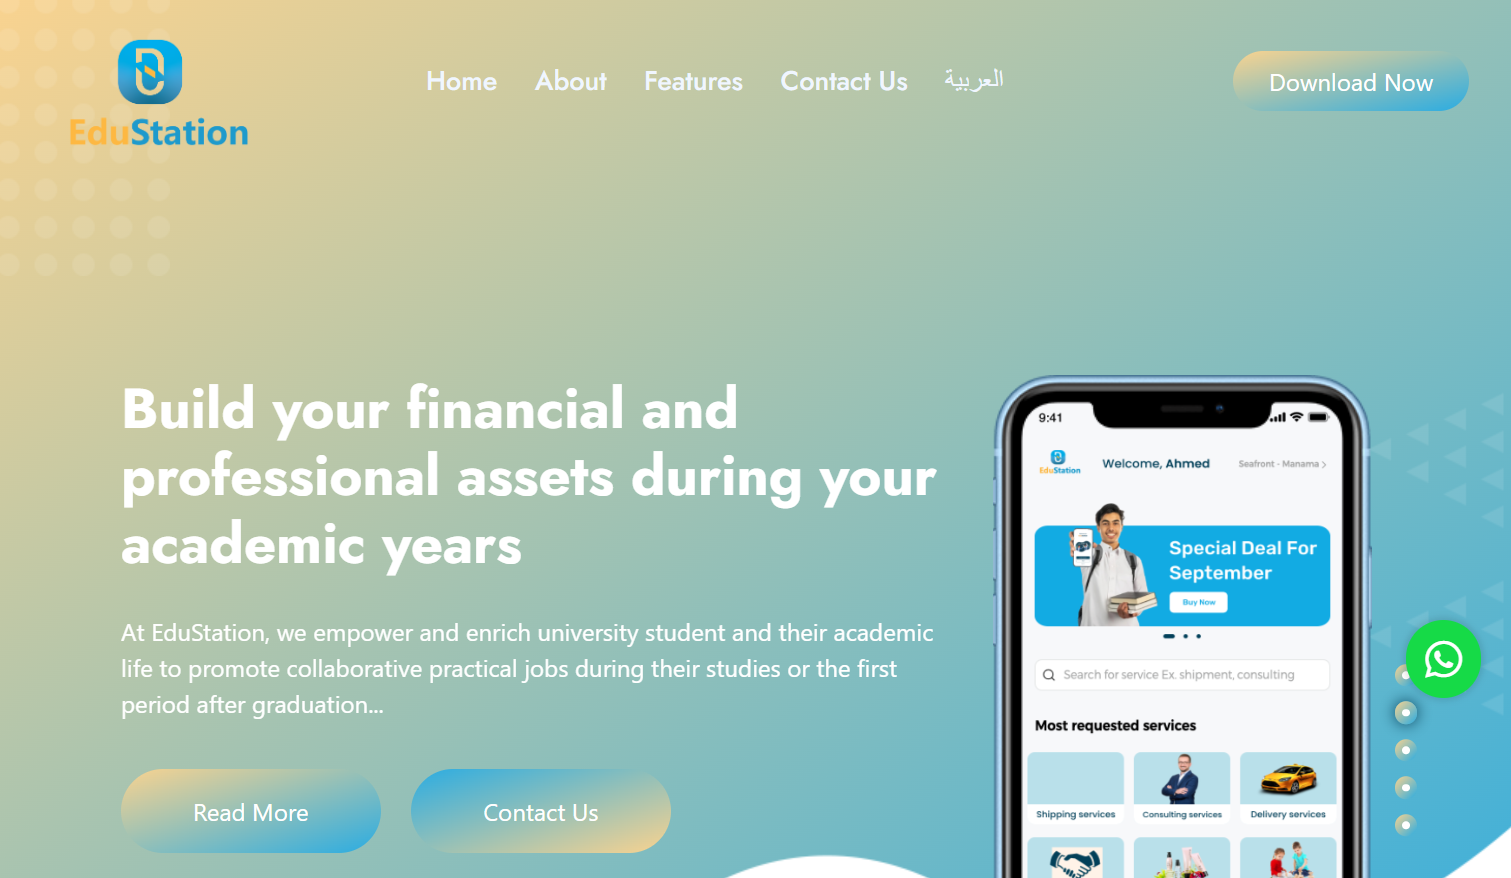 EduStation
Home
About
Features
Contact Us
العربية
Download Now
Build your financial and
professional assets during your
academic years
At EduStation, we empower and enrich university student and their academic
life to promote collaborative practical jobs during their studies or the first
period after graduation...
Read More
Contact Us
9:41
EduStation
Welcome, Ahmed
Seafront - Manama
Special Deal For
September
Buy Now
Search for service Ex. shipment, consulting
Most requested services
Shipping services
Consulting services
Delivery services